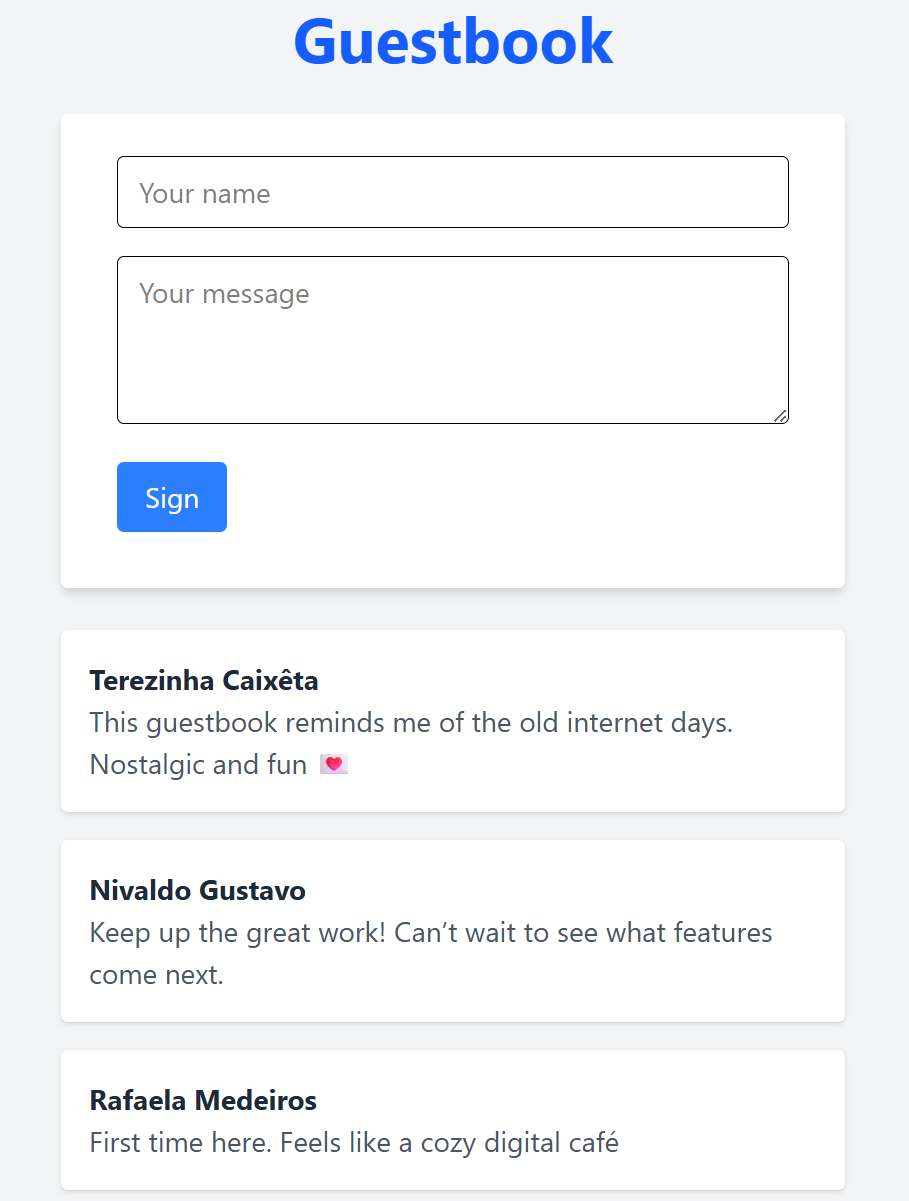 Guestbook
Your name
Your message
Sign
Terezinha Caixêta
This guestbook reminds me of the old internet days.
Nostalgic and fun 💌
Nivaldo Gustavo
Keep up the great work! Can’t wait to see what features
come next.
Rafaela Medeiros
First time here. Feels like a cozy digital café